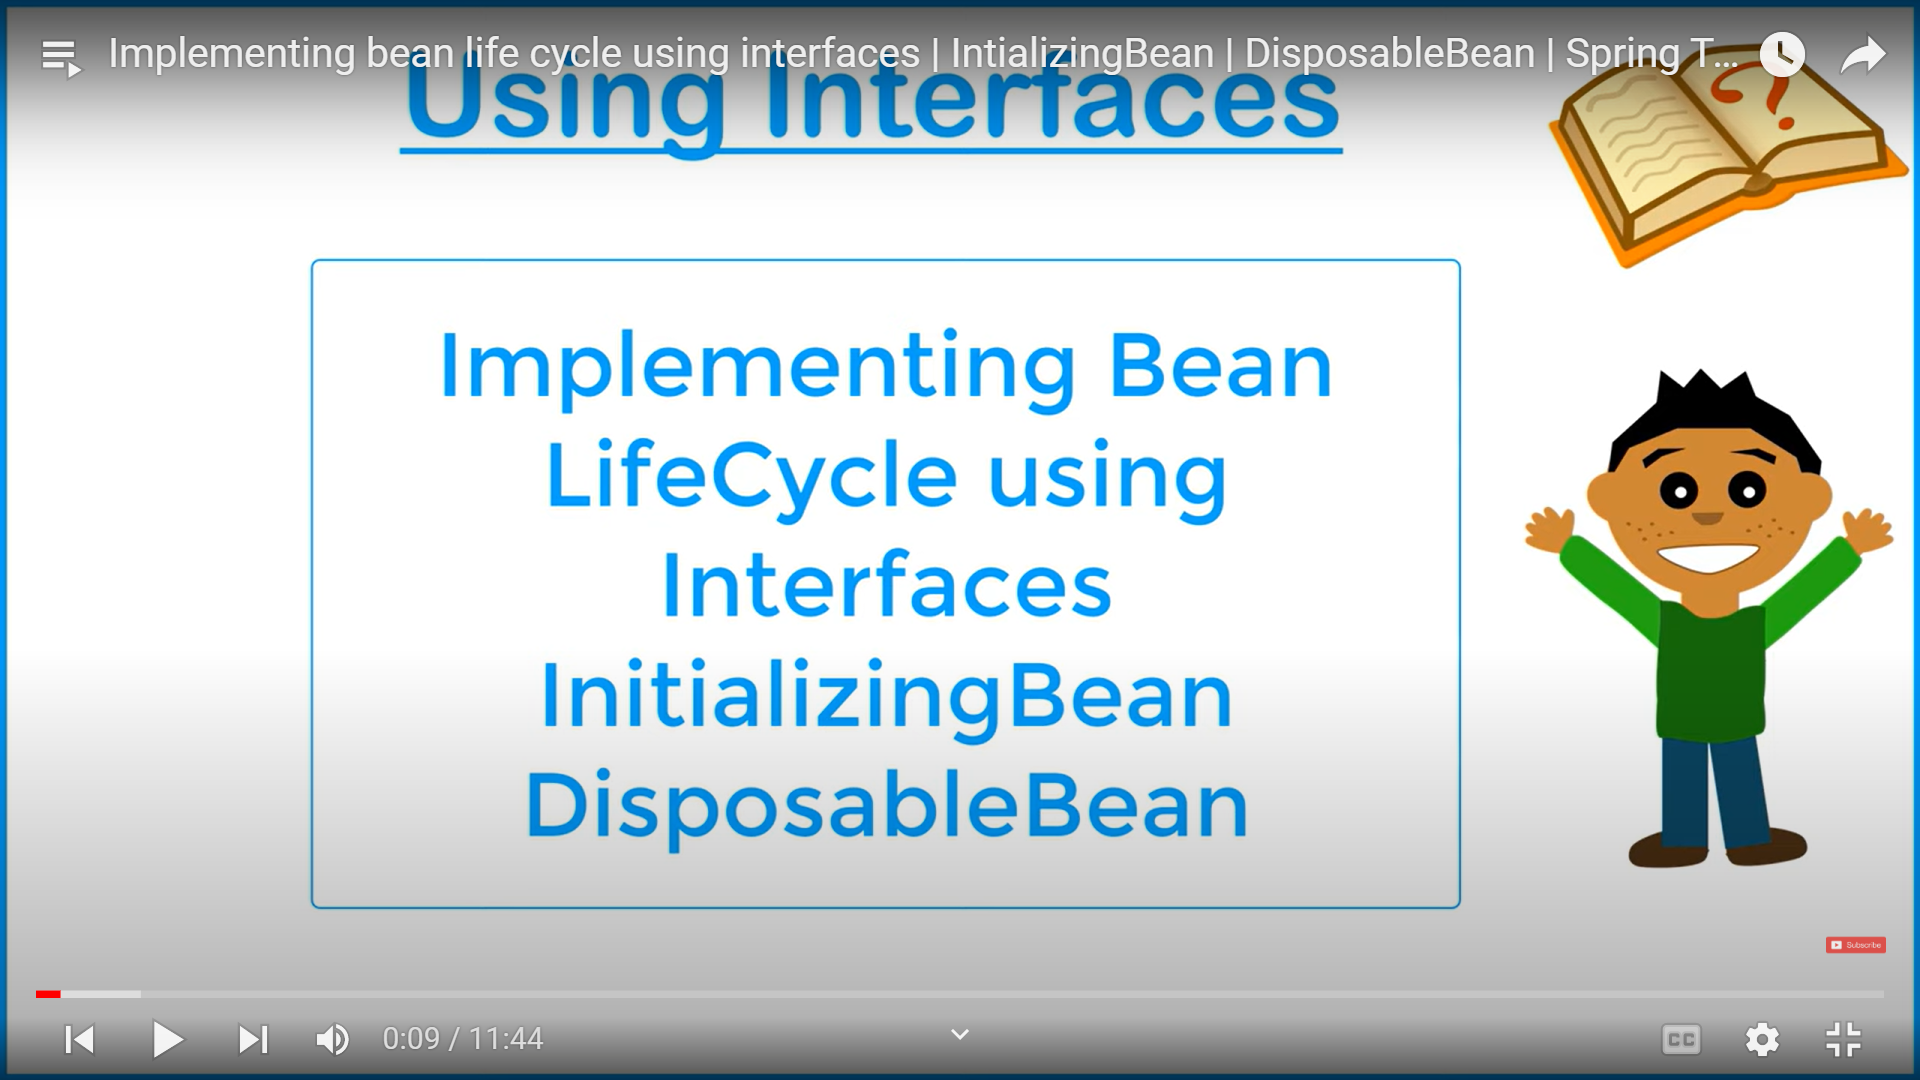 Implementing bean life cycle using interfaces | IntializingBean | DisposableBean | Spring T...
Using Interfaces
?
Implementing Bean
LifeCycle using
Interfaces
InitializingBean
DisposableBean
Subscribe
0:09 / 11:44
CC